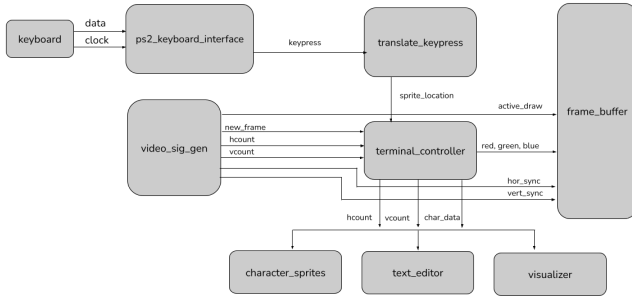 data
keyboard
clock
ps2_keyboard_interface
keypress
translate_keypress
sprite_location
active_draw
frame_buffer
video_sig_gen
new_frame
hcount
vcount
terminal_controller
red, green, blue
hor_sync
vert_sync
hcount
vcount
char_data
character_sprites
text_editor
visualizer